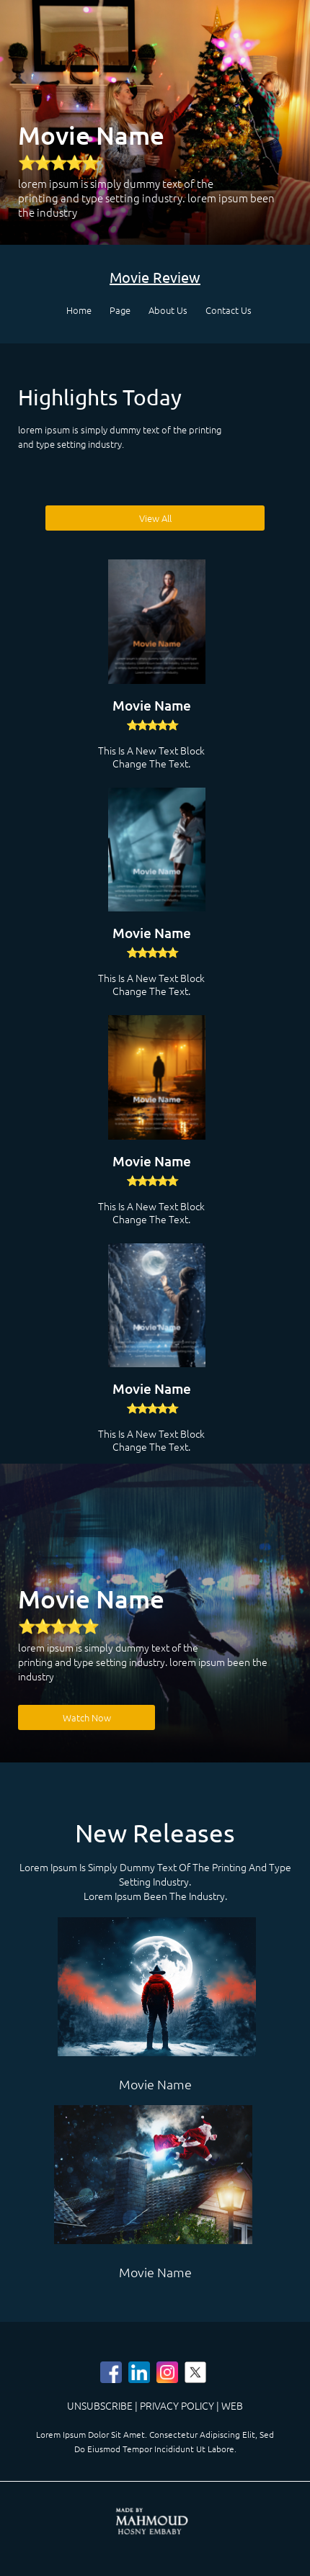 Movie Name
lorem ipsum is simply dummy text of the
printing and type setting industry. lorem ipsum been
the industry
Movie Review
Home Page About Us Contact Us
Highlights Today
lorem ipsum is simply dummy text of the printing
and type setting industry.
View All
Movie Name
Movie Name
This Is A New Text Block
Change The Text.
Movie Name
Movie Name
This Is A New Text Block
Change The Text.
Movie Name
Movie Name
This Is A New Text Block
Change The Text.
Movie Name
Movie Name
This Is A New Text Block
Change The Text.
Movie Name
lorem ipsum is simply dummy text of the
printing and type setting industry. lorem ipsum been the
industry
Watch Now
New Releases
Lorem Ipsum Is Simply Dummy Text Of The Printing And Type
Setting Industry.
Lorem Ipsum Been The Industry.
Movie Name
Movie Name
UNSUBSCRIBE | PRIVACY POLICY | WEB
Lorem Ipsum Dolor Sit Amet. Consectetur Adipiscing Elit, Sed
Do Eiusmod Tempor Incididunt Ut Labore.
MADE BY
MAHMOUD
HOSNY EMBABY